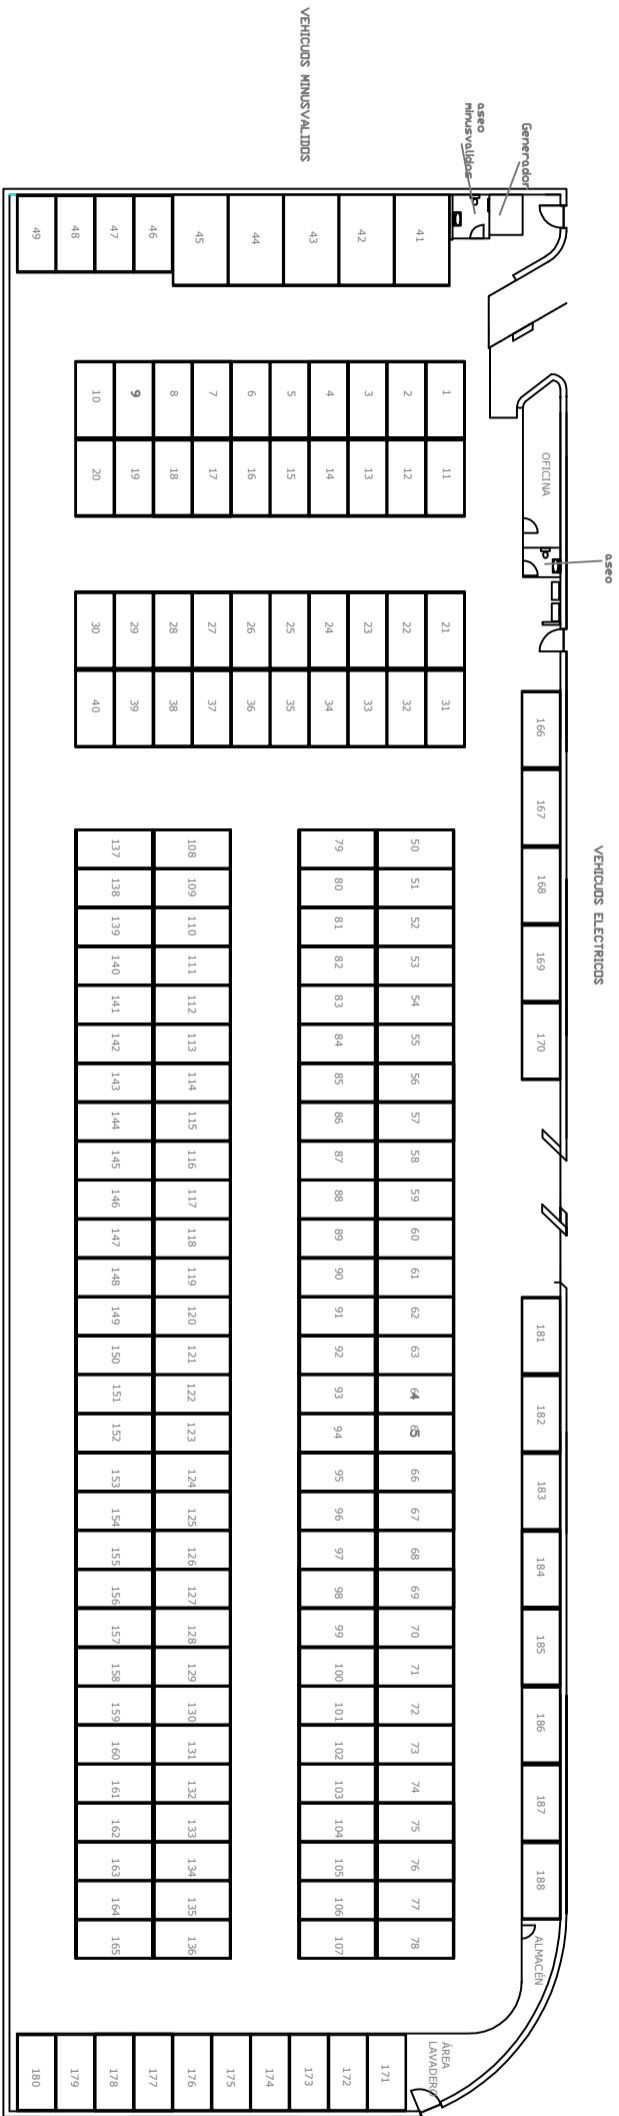 VEHICUOS MINUSVALIDOS
Generador
aseo
minusvalidos
49 48 47 46 45 44 43 42 41
10 9 8 7 6 5 4 3 2 1
20 19 18 17 16 15 14 13 12 11
OFICINA
aseo
30 29 28 27 26 25 24 23 22 21
40 39 38 37 36 35 34 33 32 31
VEHICUOS ELECTRICOS
166
167
168
169
170
137 108 79 50
138 109 80 51
139 110 81 52
140 111 82 53
141 112 83 54
142 113 84 55
143 114 85 56
144 115 86 57
145 116 87 58
146 117 88 59
147 118 89 60
148 119 90 61
149 120 91 62
150 121 92 63
151 122 93 64
152 123 94 65
153 124 95 66
154 125 96 67
155 126 97 68
156 127 98 69
157 128 99 70
158 129 100 71
159 130 101 72
160 131 102 73
161 132 103 74
162 133 104 75
163 134 105 76
164 135 106 77
165 136 107 78
181
182
183
184
185
186
187
188
ALMACÉN
ÁREA
LAVADERO
180 179 178 177 176 175 174 173 172 171